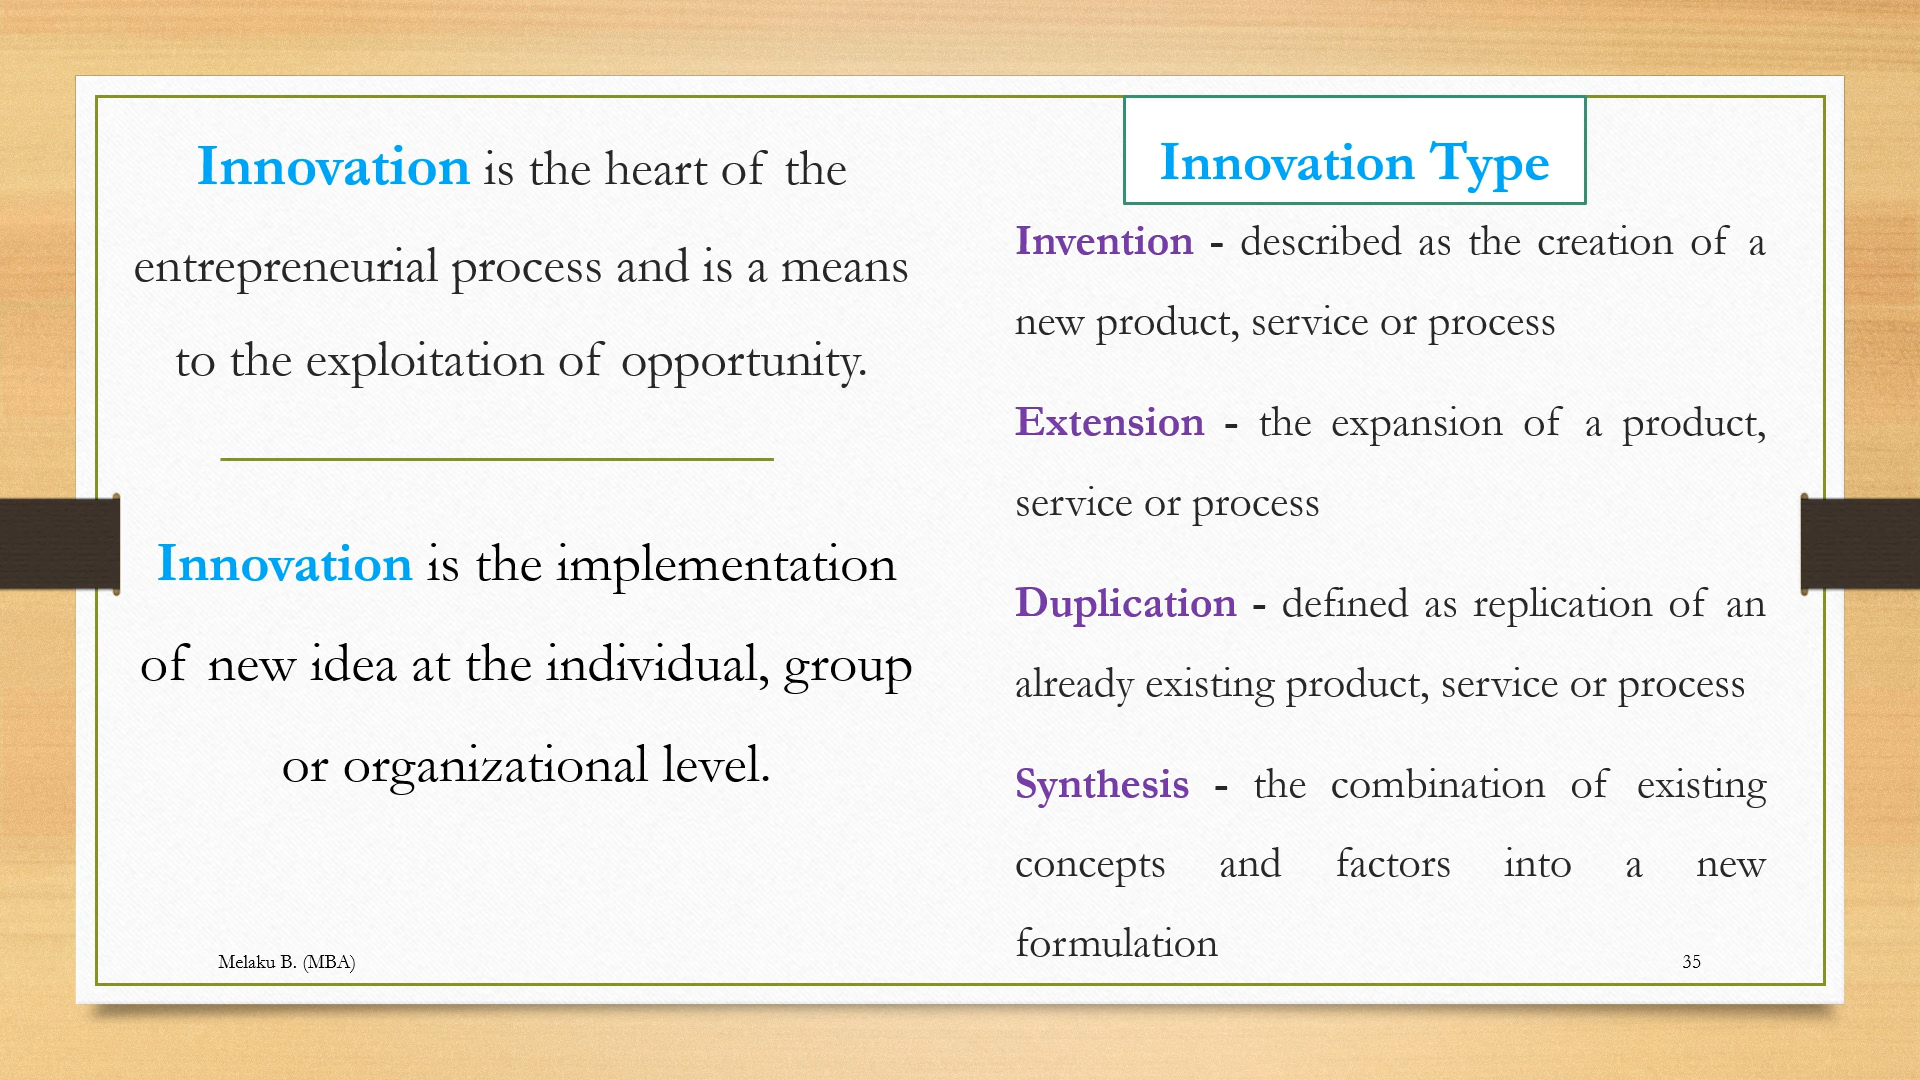 Innovation is the heart of the
entrepreneurial process and is a means
to the exploitation of opportunity.
Innovation is the implementation
of new idea at the individual, group
or organizational level.
Innovation Type
Invention - described as the creation of a
new product, service or process
Extension - the expansion of a product,
service or process
Duplication - defined as replication of an
already existing product, service or process
Synthesis - the combination of existing
concepts and factors into a new
formulation
Melaku B. (MBA)
35